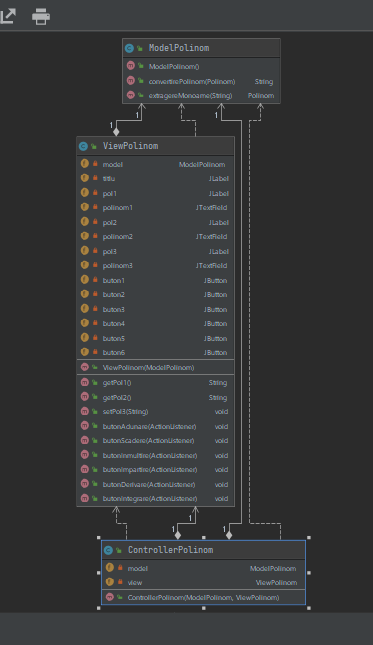 ModelPolinom
ModelPolinom()
convertirePolinom(Polinom) String
extragereMonoame(String) Polinom
1
1
1
ViewPolinom
model ModelPolinom
titlu JLabel
pol1 JLabel
polinom1 JTextField
pol2 JLabel
polinom2 JTextField
pol3 JLabel
polinom3 JTextField
buton1 JButton
buton2 JButton
buton3 JButton
buton4 JButton
buton5 JButton
buton6 JButton
ViewPolinom(ModelPolinom)
getPol1() String
getPol2() String
setPol3(String) void
butonAdunare(ActionListener) void
butonScadere(ActionListener) void
butonInmultire(ActionListener) void
butonImpartire(ActionListener) void
butonDerivare(ActionListener) void
butonIntegrare(ActionListener) void
1
1
1
ControllerPolinom
model ModelPolinom
view ViewPolinom
ControllerPolinom(ModelPolinom, ViewPolinom)